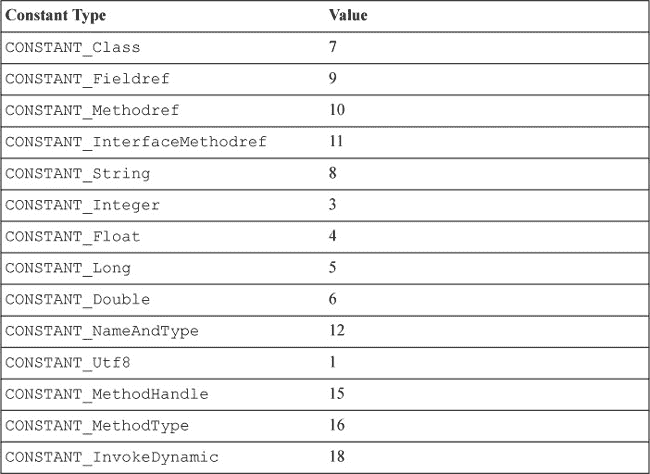 Constant Type Value
CONSTANT_Class 7
CONSTANT_Fieldref 9
CONSTANT_Methodref 10
CONSTANT_InterfaceMethodref 11
CONSTANT_String 8
CONSTANT_Integer 3
CONSTANT_Float 4
CONSTANT_Long 5
CONSTANT_Double 6
CONSTANT_NameAndType 12
CONSTANT_Utf8 1
CONSTANT_MethodHandle 15
CONSTANT_MethodType 16
CONSTANT_InvokeDynamic 18